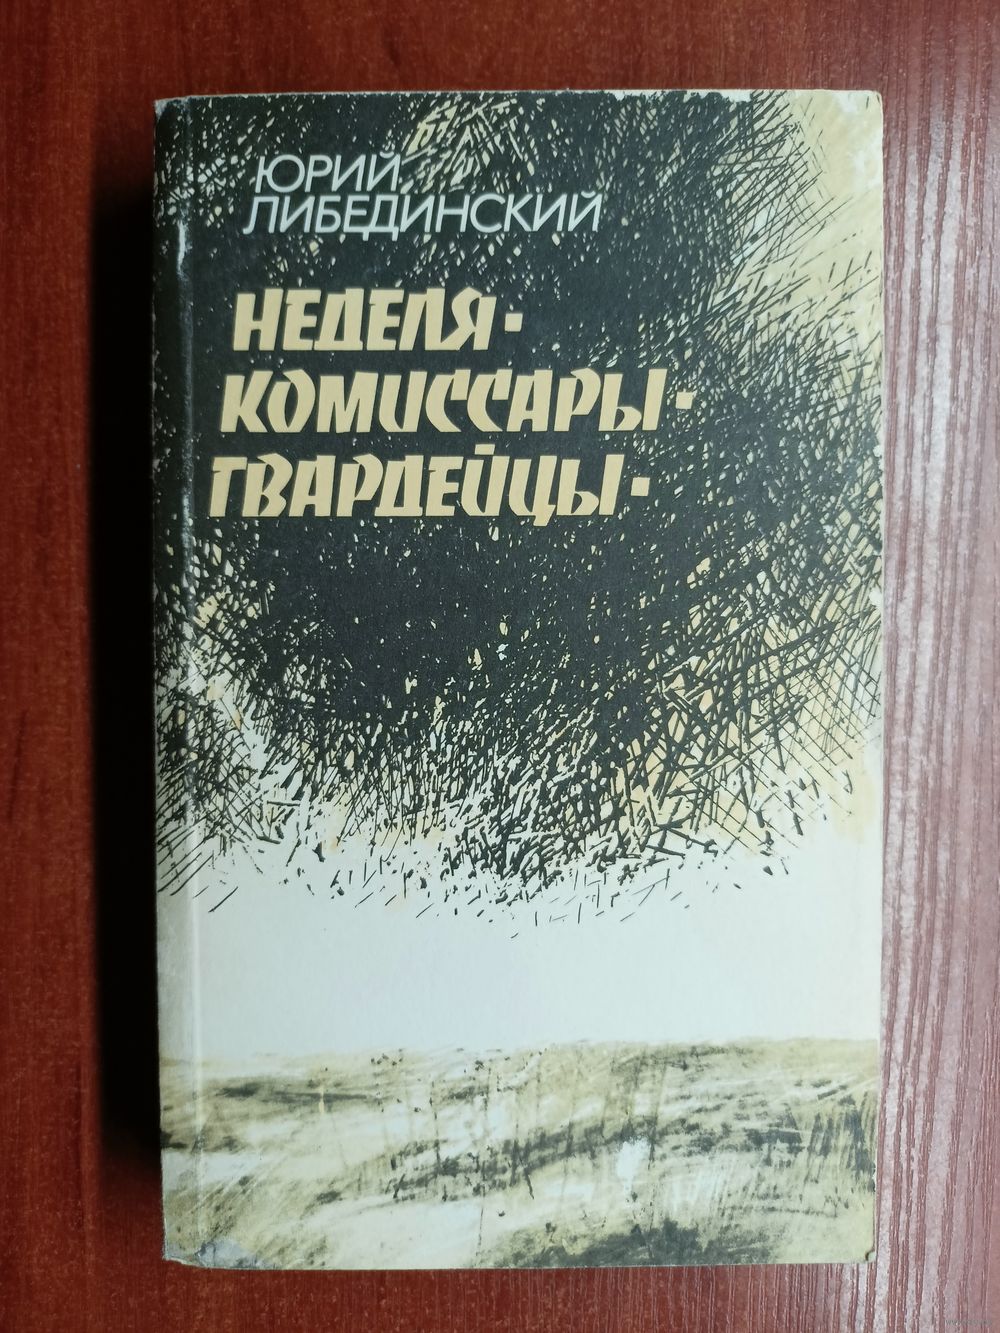 ЮРИЙ
ЛИБЕДИНСКИЙ
НЕДЕЛЯ·
КОМИССАРЫ·
ГВАРДЕЙЦЫ·